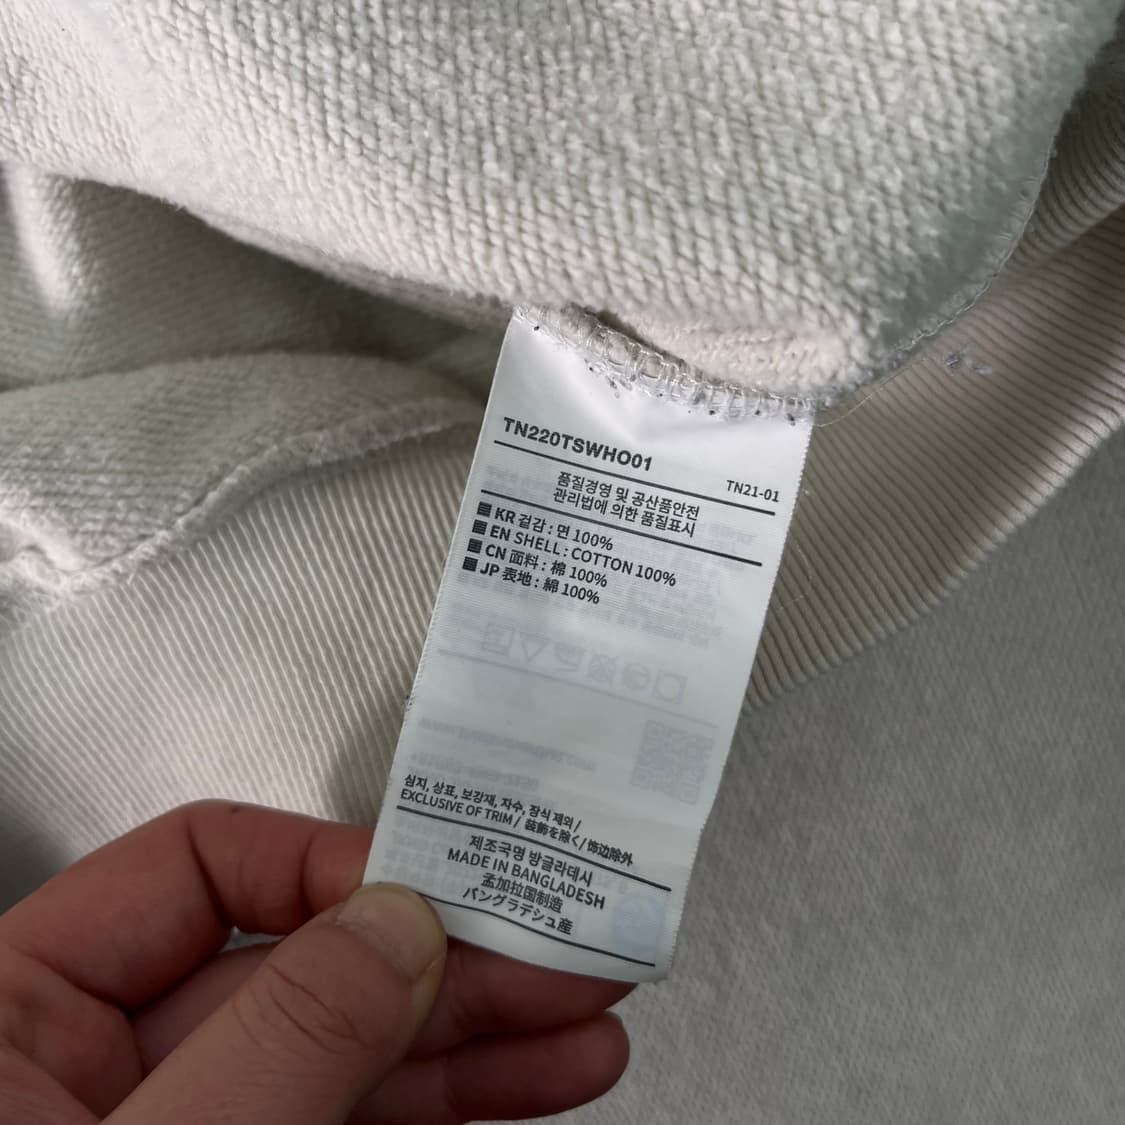 TN220TSWHO01
TN21-01
품질경영 및 공산품안전
관리법에 의한 품질표시
KR 겉감 : 면 100%
EN SHELL : COTTON 100%
CN 面料 : 棉 100%
JP 表地 : 綿 100%
심지, 상표, 보강재, 자수, 장식 제외 /
EXCLUSIVE OF TRIM / 装飾を除く/ 饰边除外
제조국명 방글라데시
MADE IN BANGLADESH
孟加拉国制造
バングラデシュ産